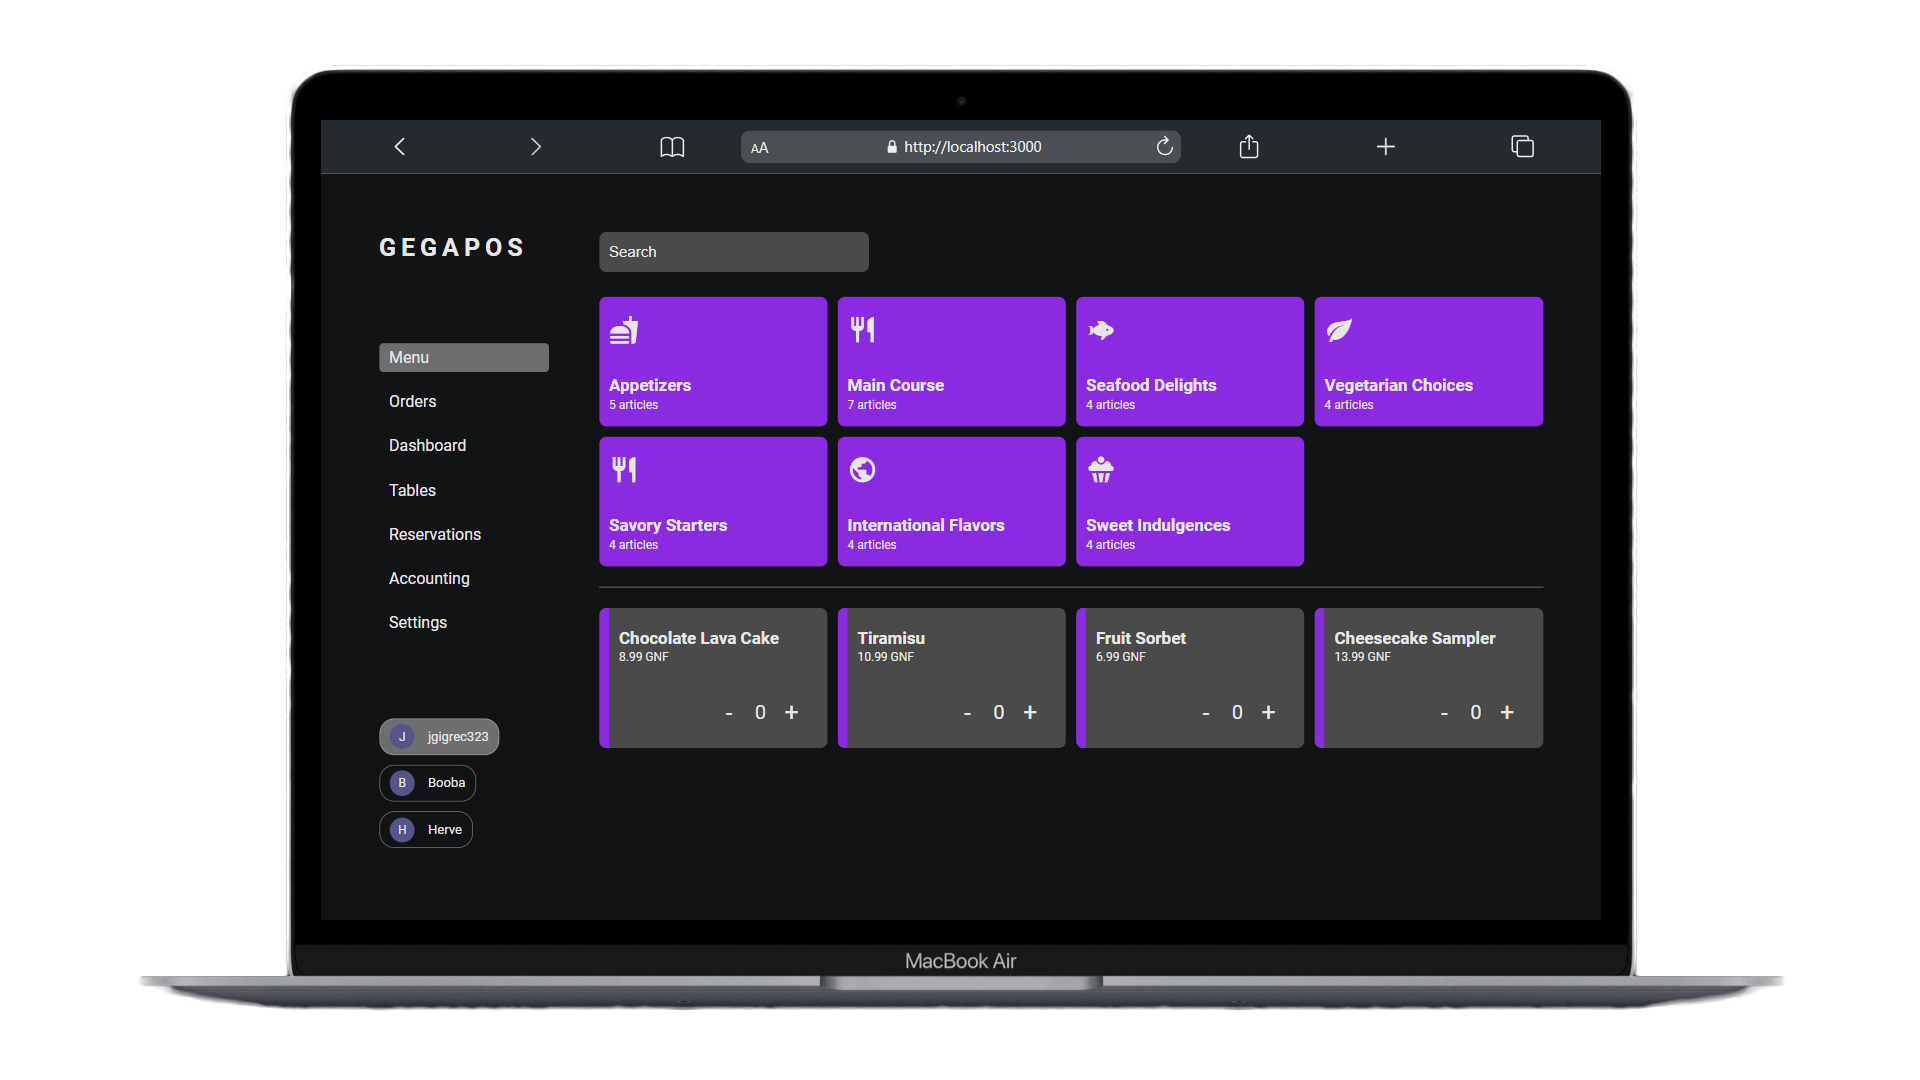 AA
http://localhost:3000
GEGAPOS
Search
Menu
Orders
Dashboard
Tables
Reservations
Accounting
Settings
J jgigrec323
B Booba
H Herve
Appetizers
5 articles
Main Course
7 articles
Seafood Delights
4 articles
Vegetarian Choices
4 articles
Savory Starters
4 articles
International Flavors
4 articles
Sweet Indulgences
4 articles
Chocolate Lava Cake
8.99 GNF
- 0 +
Tiramisu
10.99 GNF
- 0 +
Fruit Sorbet
6.99 GNF
- 0 +
Cheesecake Sampler
13.99 GNF
- 0 +
MacBook Air